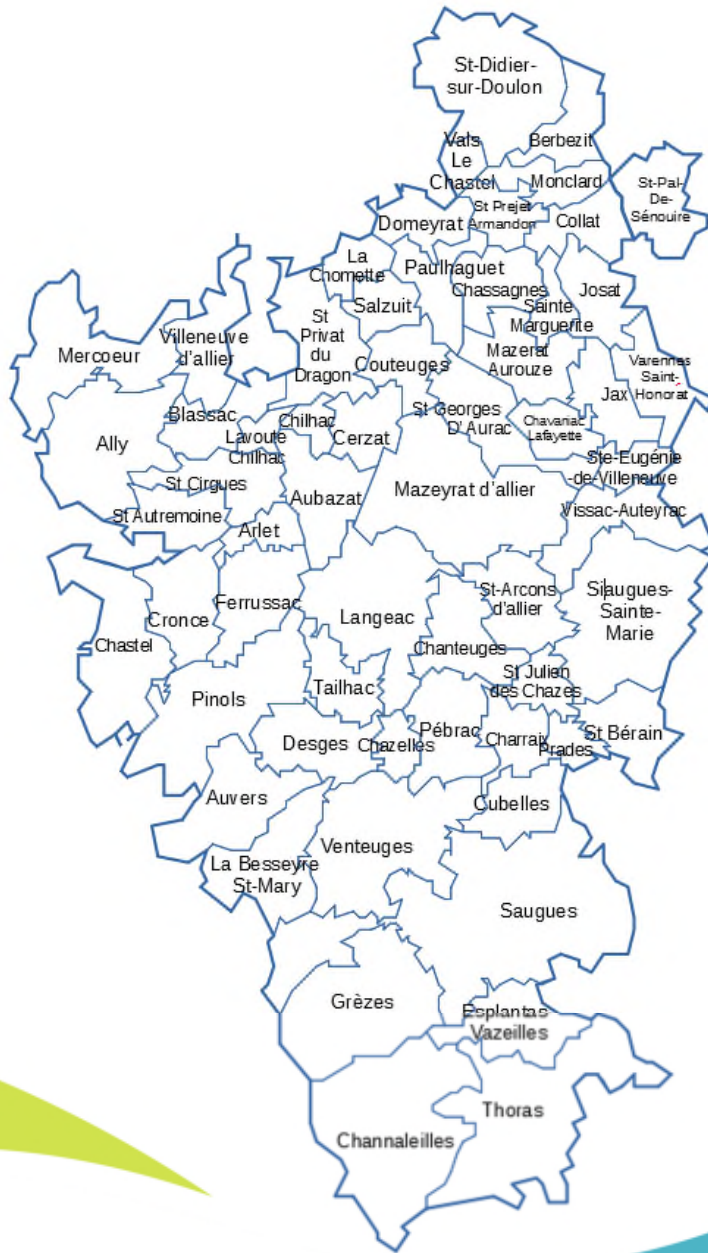 St-Didier-
sur-Doulon
Vals
Le
Chastel
Berbezit
Monclard
St-Pal-
De-
Sénouire
St Prejet
Armandon
Domeyrat
Collat
La
Chomette
Paulhaguet
Chassagnes
Josat
Salzuit
Sainte
Marguerite
St
Privat
du
Dragon
Villeneuve
d'allier
Mercoeur
Couteuges
Mazerat
Aurouze
Varennes
Saint-
Honorat
Jax
Blassac
Chilhac
St Georges
D'Aurac
Chavaniac
Lafayette
Ally
Lavoute
Chilhac
Cerzat
Ste-Eugénie
-de-Villeneuve
St Cirgues
Aubazat
Mazeyrat d'allier
St Autremoine
Vissac-Auteyrac
Arlet
Ferrussac
Cronce
Chastel
Langeac
St-Arcons
d'allier
Siaugues-
Sainte-
Marie
Chanteuges
Pinols
Tailhac
St Julien
des Chazes
Desges
Chazelles
Pébrac
Charraix
Prades
St Bérain
Auvers
Cubelles
Venteuges
La Besseyre
St-Mary
Saugues
Grèzes
Esplantas
Vazeilles
Thoras
Channaleilles